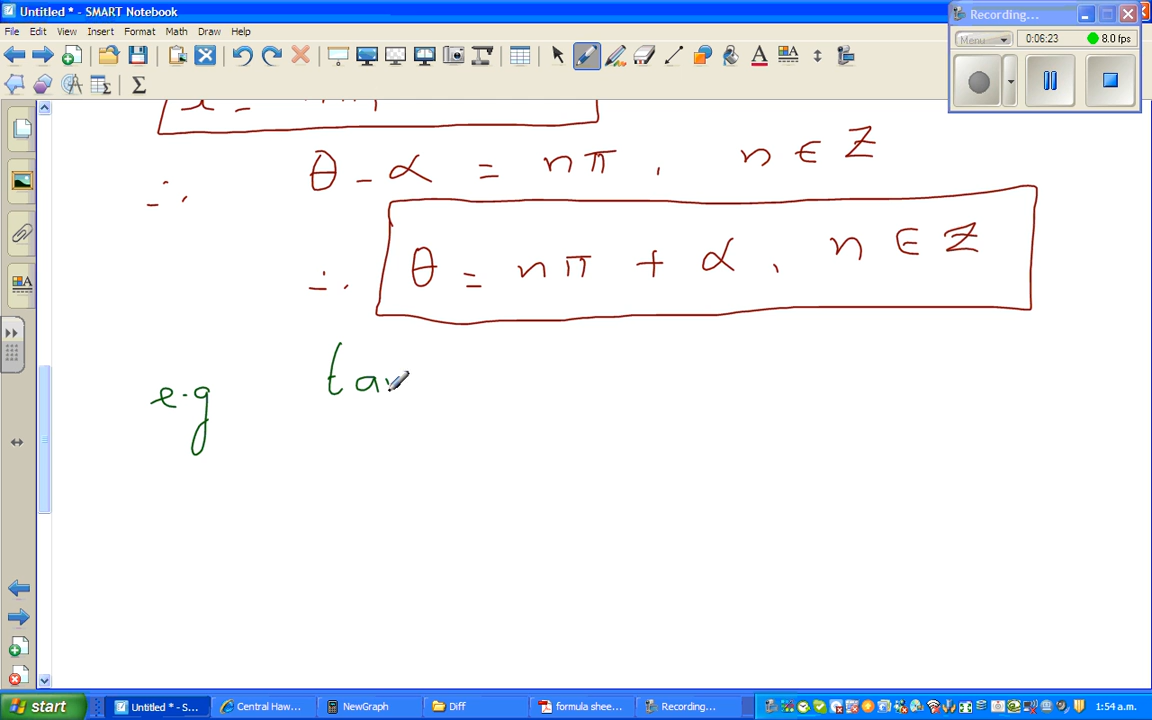 Untitled * - SMART Notebook
File Edit View Insert Format Math Draw Help
Recording...
Menu 0:06:23 8.0 fps
∴ θ - α = nπ , n ∈ Z
∴ θ = nπ + α , n ∈ Z
e.g ta
start Untitled * - S... Central Haw... NewGraph Diff formula shee... Recording... 1:54 a.m.